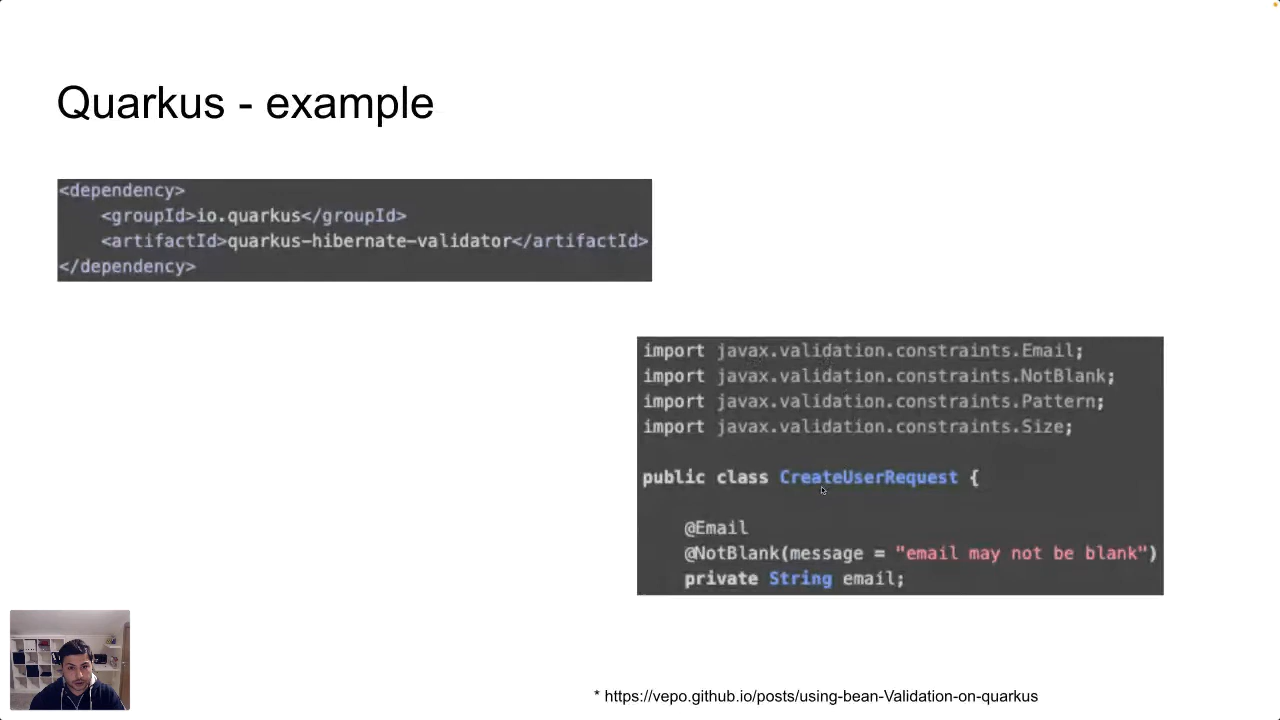 Quarkus - example
<dependency>
    <groupId>io.quarkus</groupId>
    <artifactId>quarkus-hibernate-validator</artifactId>
</dependency>
import javax.validation.constraints.Email;
import javax.validation.constraints.NotBlank;
import javax.validation.constraints.Pattern;
import javax.validation.constraints.Size;
public class CreateUserRequest {
    @Email
    @NotBlank(message = "email may not be blank")
    private String email;
* https://vepo.github.io/posts/using-bean-Validation-on-quarkus